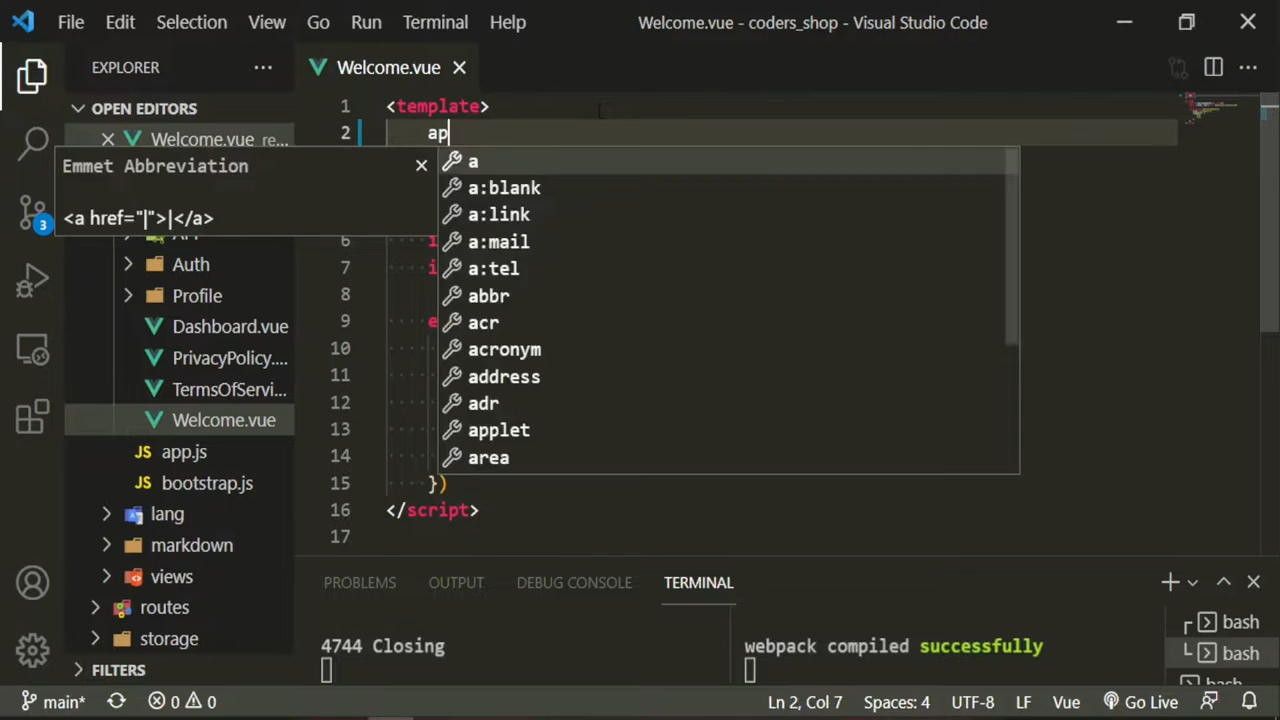 File Edit Selection View Go Run Terminal Help
Welcome.vue - coders_shop - Visual Studio Code
EXPLORER
Welcome.vue
OPEN EDITORS
Welcome.vue re...
Emmet Abbreviation
<a href="|">|</a>
3
Auth
Profile
Dashboard.vue
PrivacyPolicy....
TermsOfServi...
Welcome.vue
JS app.js
JS bootstrap.js
lang
markdown
views
routes
storage
FILTERS
1 <template>
2 ap
a
a:blank
a:link
a:mail
a:tel
abbr
acr
acronym
address
adr
applet
area
6 i
7 i
8
9 e
10
11
12
13
14
15 })
16 </script>
17
PROBLEMS OUTPUT DEBUG CONSOLE TERMINAL
4744 Closing
webpack compiled successfully
bash
bash
main* 0 0
Ln 2, Col 7 Spaces: 4 UTF-8 LF Vue Go Live